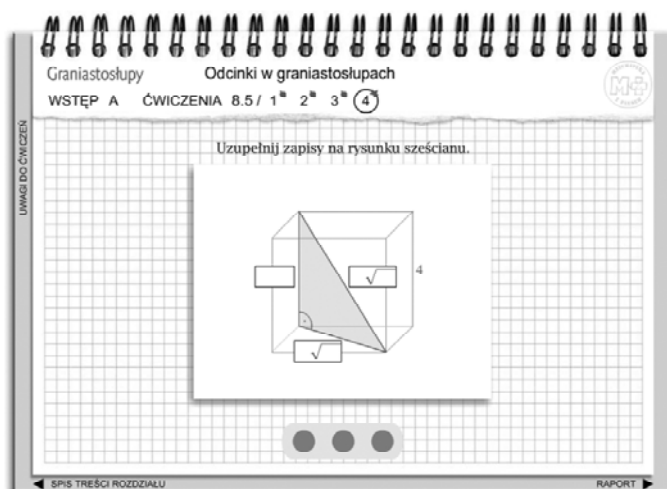 Graniastosłupy Odcinki w graniastosłupach
WSTĘP A ĆWICZENIA 8.5 / 1 2 3 4
UWAGI DO ĆWICZEŃ
Uzupełnij zapisy na rysunku sześcianu.
√
4
√
SPIS TREŚCI ROZDZIAŁU RAPORT